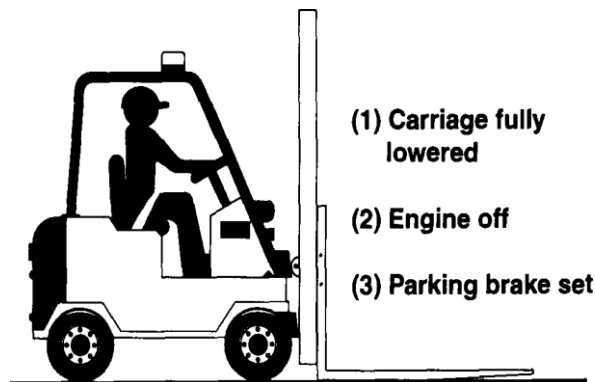 (1) Carriage fully
lowered
(2) Engine off
(3) Parking brake set